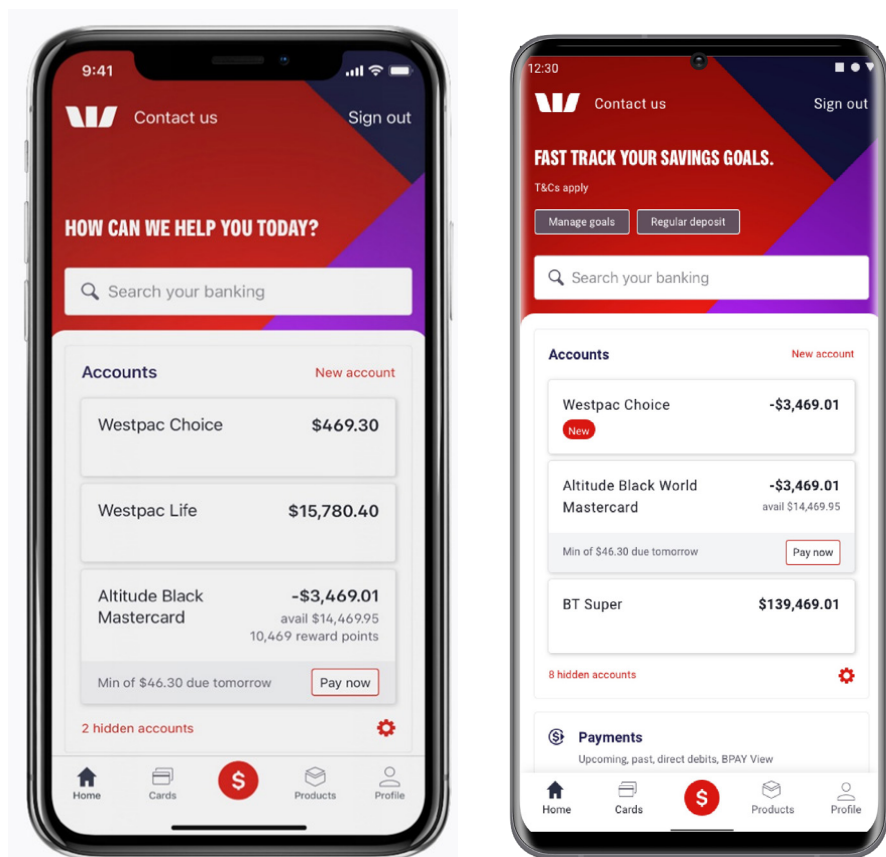 9:41
Contact us
Sign out
HOW CAN WE HELP YOU TODAY?
Search your banking
Accounts
New account
Westpac Choice
$469.30
Westpac Life
$15,780.40
Altitude Black
Mastercard
-$3,469.01
avail $14,469.95
10,469 reward points
Min of $46.30 due tomorrow
Pay now
2 hidden accounts
Home
Cards
$
Products
Profile
12:30
Contact us
Sign out
FAST TRACK YOUR SAVINGS GOALS.
T&Cs apply
Manage goals
Regular deposit
Search your banking
Accounts
New account
Westpac Choice
-$3,469.01
New
Altitude Black World
Mastercard
-$3,469.01
avail $14,469.95
Min of $46.30 due tomorrow
Pay now
BT Super
$139,469.01
8 hidden accounts
$
Payments
Upcoming, past, direct debits, BPAY View
Home
Cards
$
Products
Profile